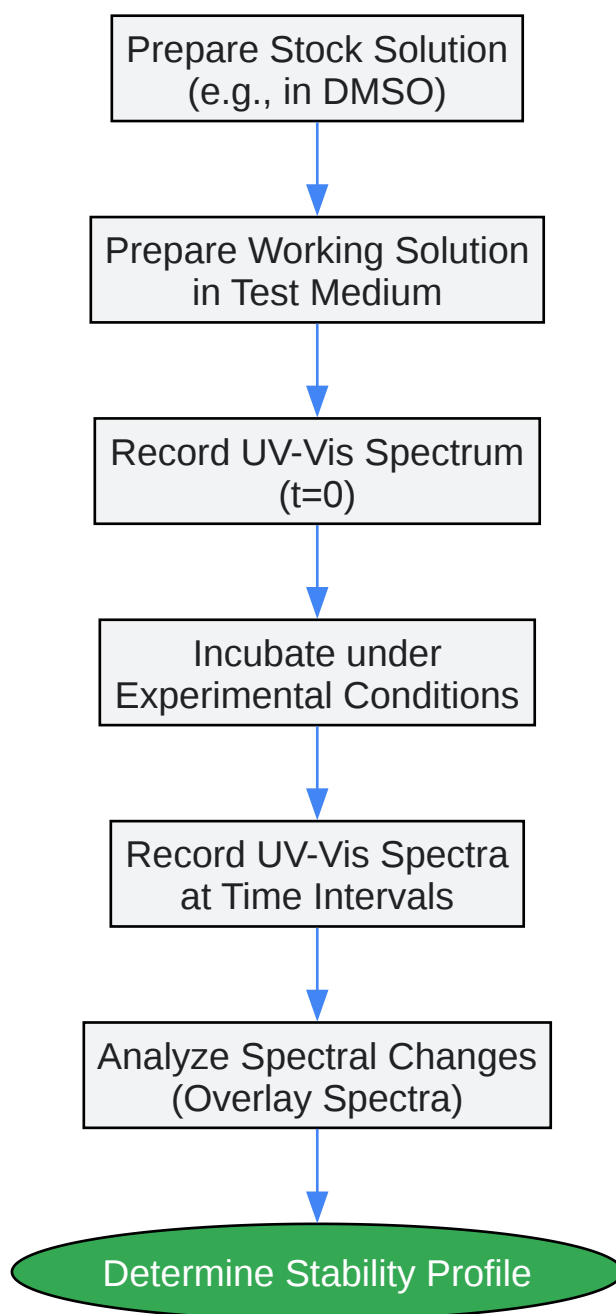 Prepare Stock Solution
(e.g., in DMSO)
Prepare Working Solution
in Test Medium
Record UV-Vis Spectrum
(t=0)
Incubate under
Experimental Conditions
Record UV-Vis Spectra
at Time Intervals
Analyze Spectral Changes
(Overlay Spectra)
Determine Stability Profile